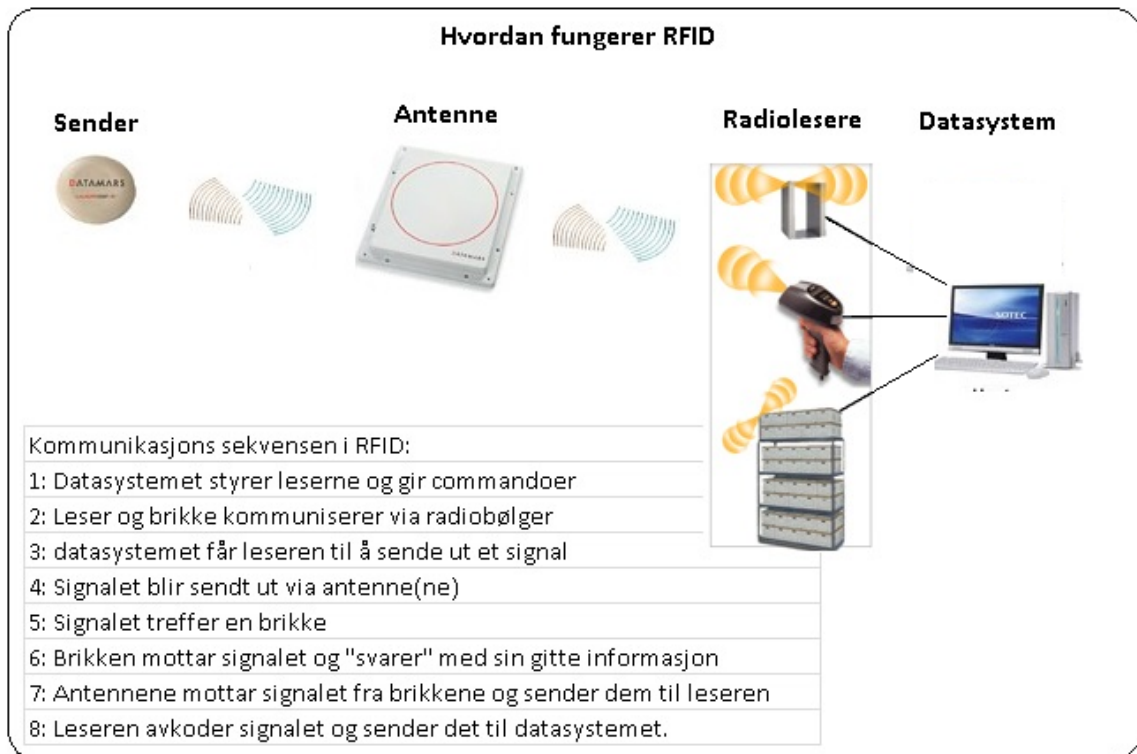 Hvordan fungerer RFID
Sender
Antenne
Radiolesere
Datasystem
DATAMARS
DATAMARS
SOTEC
Kommunikasjons sekvensen i RFID:
1: Datasystemet styrer leserne og gir commandoer
2: Leser og brikke kommuniserer via radiobølger
3: datasystemet får leseren til å sende ut et signal
4: Signalet blir sendt ut via antenne(ne)
5: Signalet treffer en brikke
6: Brikken mottar signalet og "svarer" med sin gitte informasjon
7: Antennene mottar signalet fra brikkene og sender dem til leseren
8: Leseren avkoder signalet og sender det til datasystemet.